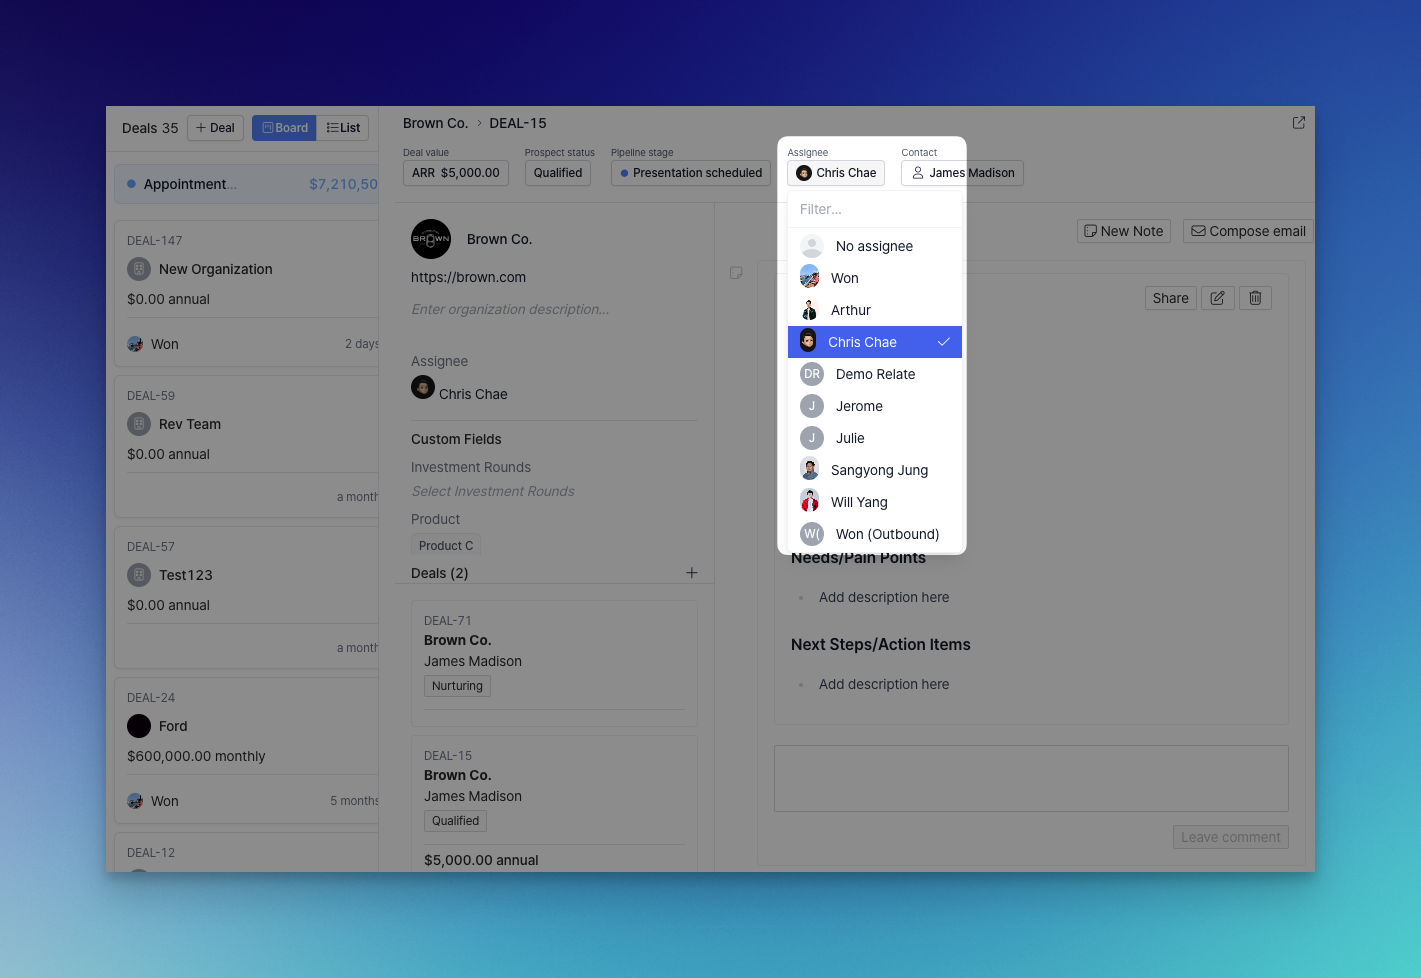 Deals 35
+ Deal
Board
List
Appointment...
$7,210,50
DEAL-147
New Organization
$0.00 annual
Won
2 days
DEAL-59
Rev Team
$0.00 annual
a month
DEAL-57
Test123
$0.00 annual
a month
DEAL-24
Ford
$600,000.00 monthly
Won
5 months
DEAL-12
Brown Co. > DEAL-15
Deal value
ARR $5,000.00
Prospect status
Qualified
Pipeline stage
Presentation scheduled
Assignee
Chris Chae
Contact
James Madison
Filter...
No assignee
Won
Arthur
Chris Chae
DR Demo Relate
J Jerome
J Julie
Sangyong Jung
Will Yang
W( Won (Outbound)
BROWN
Brown Co.
https://brown.com
Enter organization description...
Assignee
Chris Chae
Custom Fields
Investment Rounds
Select Investment Rounds
Product
Product C
Deals (2)
+
DEAL-71
Brown Co.
James Madison
Nurturing
DEAL-15
Brown Co.
James Madison
Qualified
$5,000.00 annual
New Note
Compose email
Share
Needs/Pain Points
Add description here
Next Steps/Action Items
Add description here
Leave comment